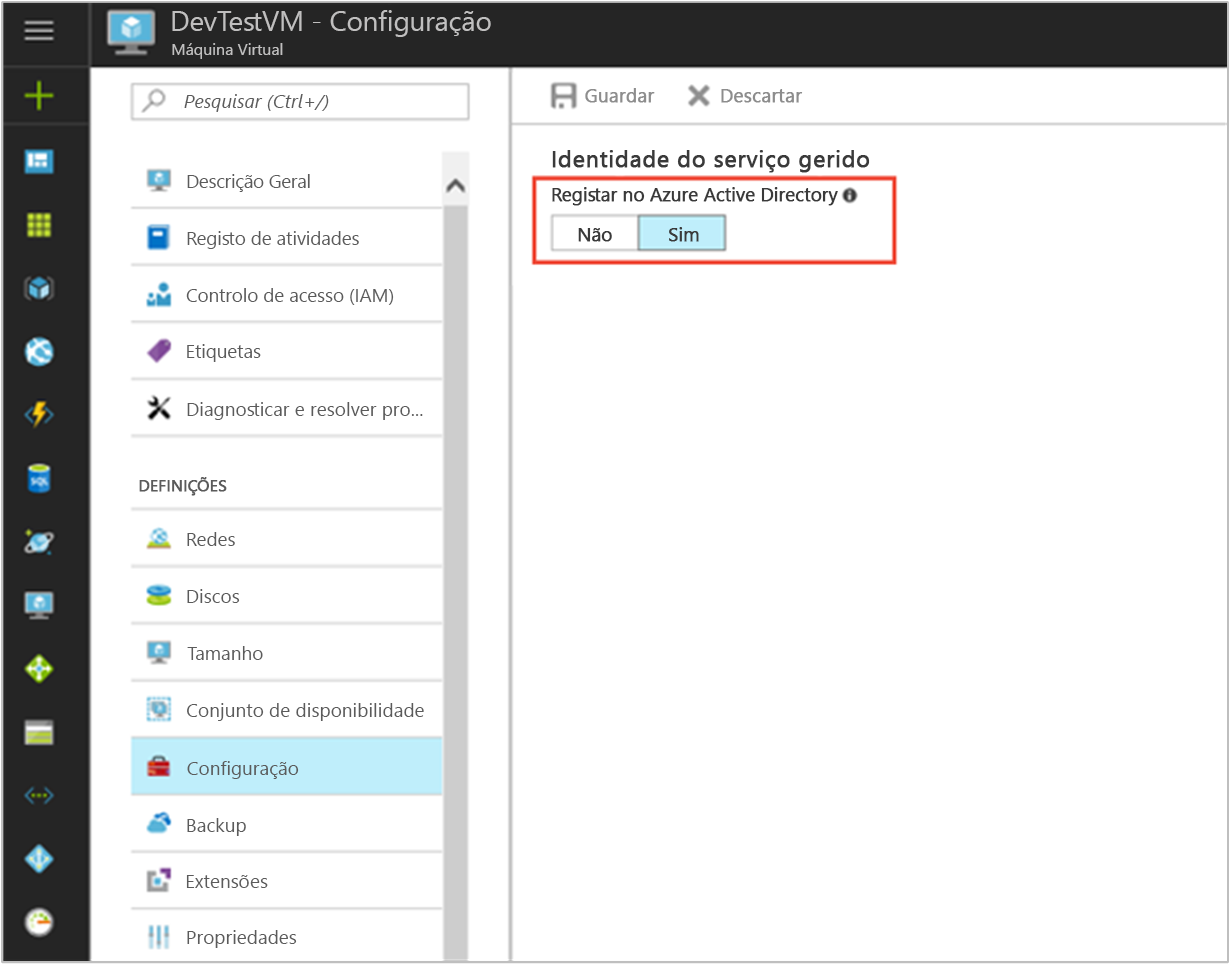 DevTestVM - Configuração
Máquina Virtual
Pesquisar (Ctrl+/)
Descrição Geral
Registo de atividades
Controlo de acesso (IAM)
Etiquetas
Diagnosticar e resolver pro...
DEFINIÇÕES
Redes
Discos
Tamanho
Conjunto de disponibilidade
Configuração
Backup
Extensões
Propriedades
Guardar
Descartar
Identidade do serviço gerido
Registar no Azure Active Directory
Não
Sim
SQL